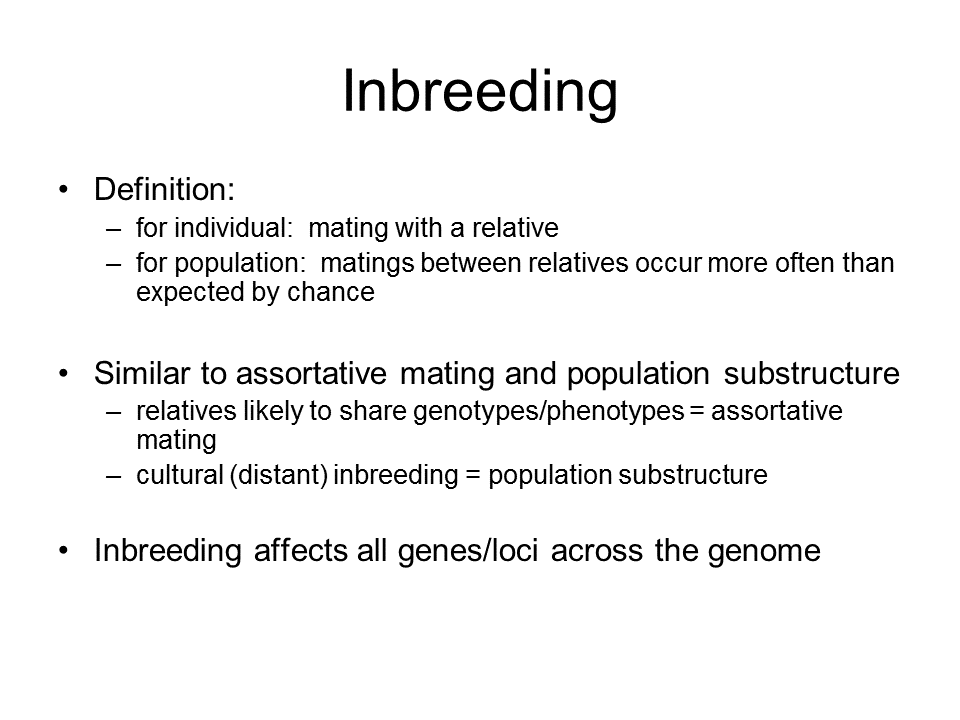 Inbreeding
• Definition:
– for individual:  mating with a relative
– for population:  matings between relatives occur more often than
expected by chance
• Similar to assortative mating and population substructure
– relatives likely to share genotypes/phenotypes = assortative
mating
– cultural (distant) inbreeding = population substructure
• Inbreeding affects all genes/loci across the genome